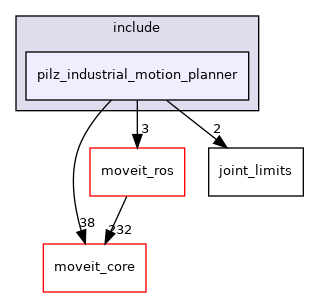 include
pilz_industrial_motion_planner
3
2
moveit_ros
joint_limits
38
232
moveit_core